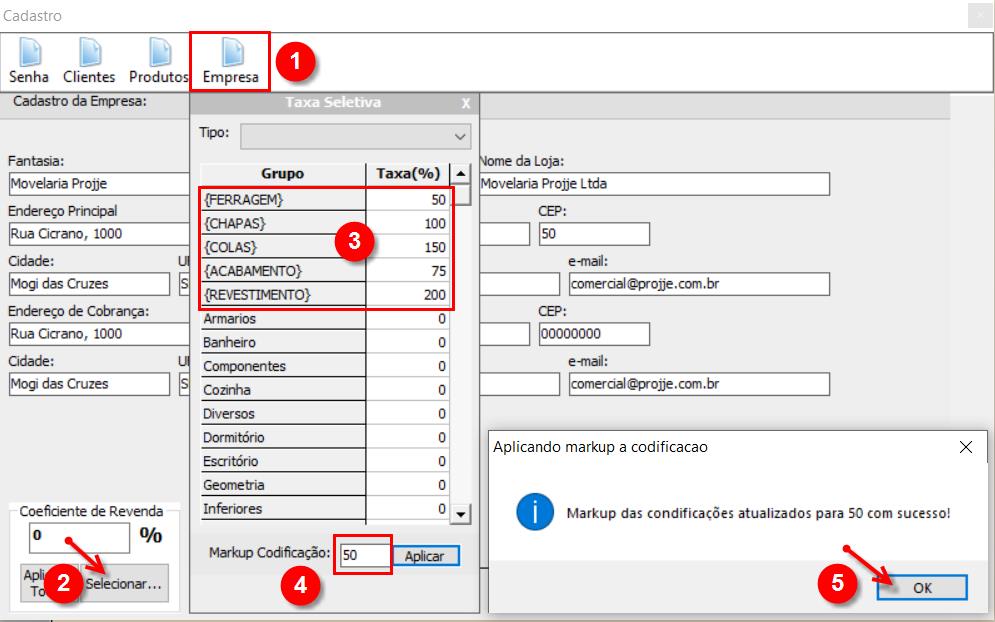 Cadastro
Senha Clientes Produtos Empresa 1
Cadastro da Empresa:
Taxa Seletiva X
Tipo:
Grupo Taxa(%)
{FERRAGEM} 50
{CHAPAS} 100
{COLAS} 150
{ACABAMENTO} 75
{REVESTIMENTO} 200
3
Armarios 0
Banheiro 0
Componentes 0
Cozinha 0
Diversos 0
Dormitório 0
Escritório 0
Geometria 0
Inferiores 0
Markup Codificação: 50 Aplicar
4
Fantasia: Nome da Loja:
Movelaria Projje Movelaria Projje Ltda
Endereço Principal CEP:
Rua Cicrano, 1000 50
Cidade: e-mail:
Mogi das Cruzes comercial@projje.com.br
Endereço de Cobrança: CEP:
Rua Cicrano, 1000 00000000
Cidade: e-mail:
Mogi das Cruzes comercial@projje.com.br
Coeficiente de Revenda
0 %
2 Selecionar...
Aplicando markup a codificacao
Markup das condificações atualizados para 50 com sucesso!
5 OK